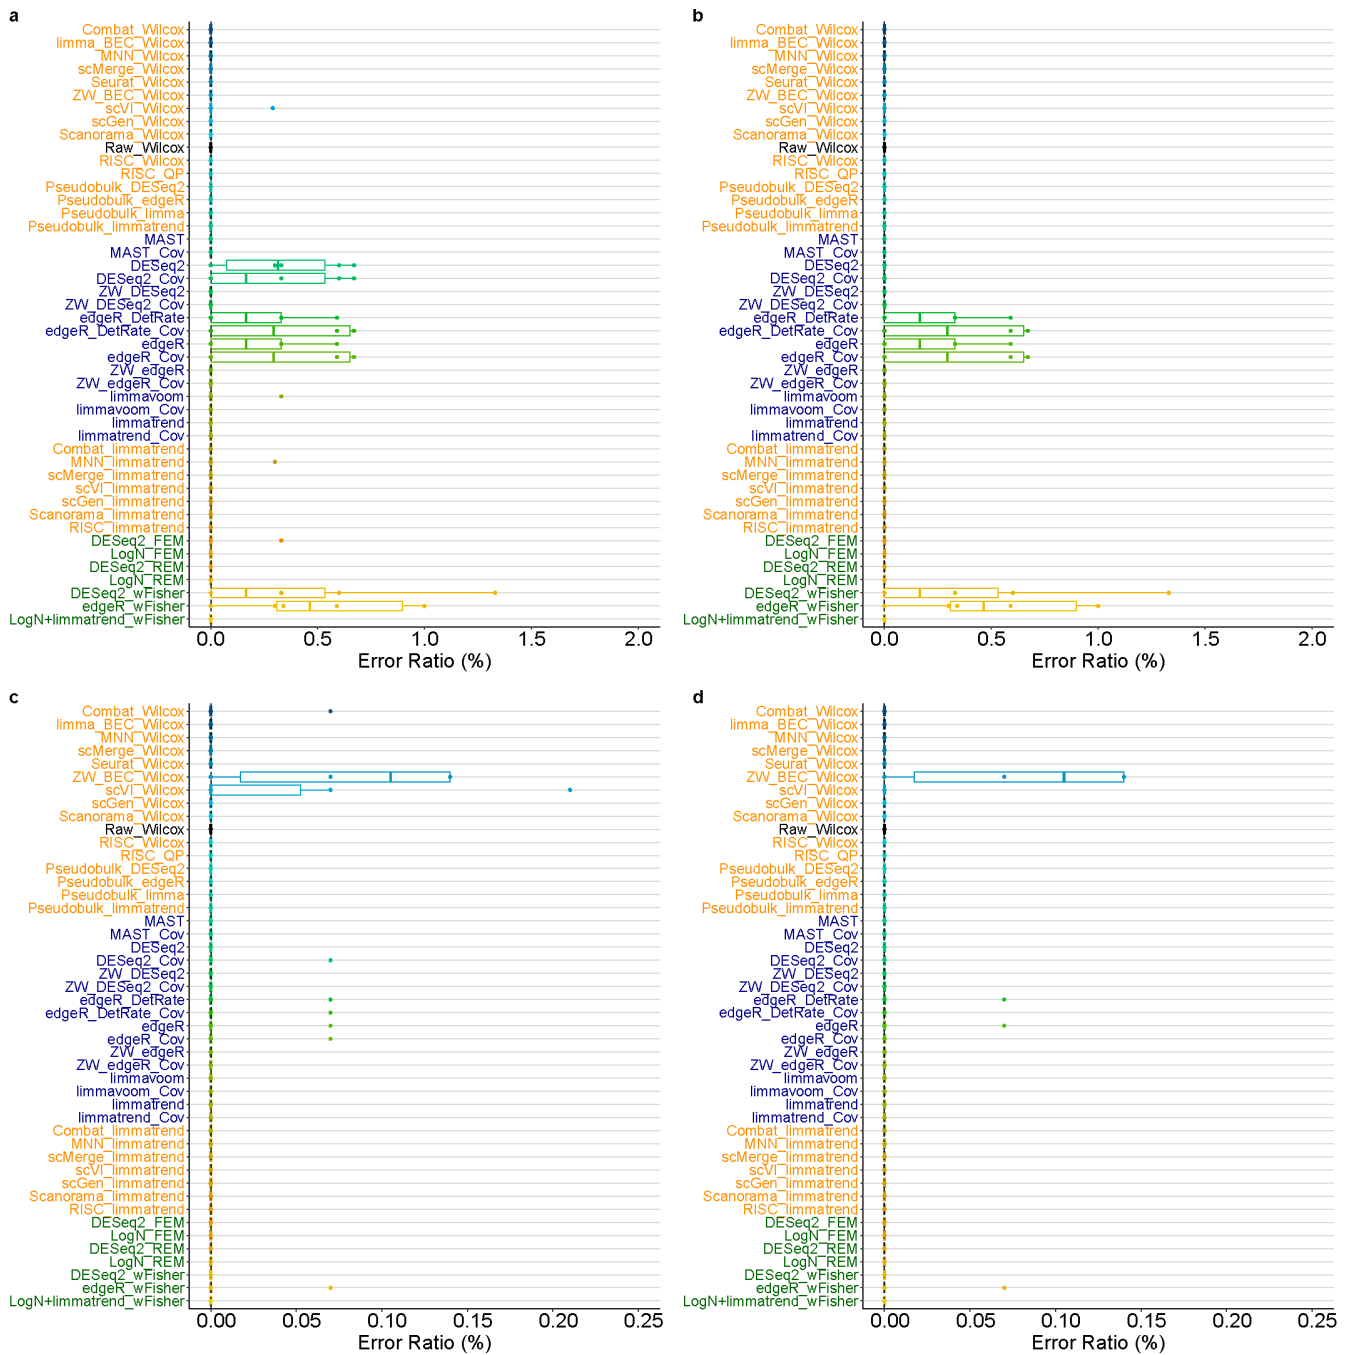 a
Combat_Wilcox
limma_BEC_Wilcox
MNN_Wilcox
scMerge_Wilcox
Seurat_Wilcox
ZW_BEC_Wilcox
scVI_Wilcox
scGen_Wilcox
Scanorama_Wilcox
Raw_Wilcox
RISC_Wilcox
RISC_QP
Pseudobulk_DESeq2
Pseudobulk_edgeR
Pseudobulk_limma
Pseudobulk_limmatrend
MAST
MAST_Cov
DESeq2
DESeq2_Cov
ZW_DESeq2
ZW_DESeq2_Cov
edgeR_DetRate
edgeR_DetRate_Cov
edgeR
edgeR_Cov
ZW_edgeR
ZW_edgeR_Cov
limmavoom
limmavoom_Cov
limmatrend
limmatrend_Cov
Combat_limmatrend
MNN_limmatrend
scMerge_limmatrend
scVI_limmatrend
scGen_limmatrend
Scanorama_limmatrend
RISC_limmatrend
DESeq2_FEM
LogN_FEM
DESeq2_REM
LogN_REM
DESeq2_wFisher
edgeR_wFisher
LogN+limmatrend_wFisher
0.0 0.5 1.0 1.5 2.0
Error Ratio (%)
b
Combat_Wilcox
limma_BEC_Wilcox
MNN_Wilcox
scMerge_Wilcox
Seurat_Wilcox
ZW_BEC_Wilcox
scVI_Wilcox
scGen_Wilcox
Scanorama_Wilcox
Raw_Wilcox
RISC_Wilcox
RISC_QP
Pseudobulk_DESeq2
Pseudobulk_edgeR
Pseudobulk_limma
Pseudobulk_limmatrend
MAST
MAST_Cov
DESeq2
DESeq2_Cov
ZW_DESeq2
ZW_DESeq2_Cov
edgeR_DetRate
edgeR_DetRate_Cov
edgeR
edgeR_Cov
ZW_edgeR
ZW_edgeR_Cov
limmavoom
limmavoom_Cov
limmatrend
limmatrend_Cov
Combat_limmatrend
MNN_limmatrend
scMerge_limmatrend
scVI_limmatrend
scGen_limmatrend
Scanorama_limmatrend
RISC_limmatrend
DESeq2_FEM
LogN_FEM
DESeq2_REM
LogN_REM
DESeq2_wFisher
edgeR_wFisher
LogN+limmatrend_wFisher
0.0 0.5 1.0 1.5 2.0
Error Ratio (%)
c
Combat_Wilcox
limma_BEC_Wilcox
MNN_Wilcox
scMerge_Wilcox
Seurat_Wilcox
ZW_BEC_Wilcox
scVI_Wilcox
scGen_Wilcox
Scanorama_Wilcox
Raw_Wilcox
RISC_Wilcox
RISC_QP
Pseudobulk_DESeq2
Pseudobulk_edgeR
Pseudobulk_limma
Pseudobulk_limmatrend
MAST
MAST_Cov
DESeq2
DESeq2_Cov
ZW_DESeq2
ZW_DESeq2_Cov
edgeR_DetRate
edgeR_DetRate_Cov
edgeR
edgeR_Cov
ZW_edgeR
ZW_edgeR_Cov
limmavoom
limmavoom_Cov
limmatrend
limmatrend_Cov
Combat_limmatrend
MNN_limmatrend
scMerge_limmatrend
scVI_limmatrend
scGen_limmatrend
Scanorama_limmatrend
RISC_limmatrend
DESeq2_FEM
LogN_FEM
DESeq2_REM
LogN_REM
DESeq2_wFisher
edgeR_wFisher
LogN+limmatrend_wFisher
0.00 0.05 0.10 0.15 0.20 0.25
Error Ratio (%)
d
Combat_Wilcox
limma_BEC_Wilcox
MNN_Wilcox
scMerge_Wilcox
Seurat_Wilcox
ZW_BEC_Wilcox
scVI_Wilcox
scGen_Wilcox
Scanorama_Wilcox
Raw_Wilcox
RISC_Wilcox
RISC_QP
Pseudobulk_DESeq2
Pseudobulk_edgeR
Pseudobulk_limma
Pseudobulk_limmatrend
MAST
MAST_Cov
DESeq2
DESeq2_Cov
ZW_DESeq2
ZW_DESeq2_Cov
edgeR_DetRate
edgeR_DetRate_Cov
edgeR
edgeR_Cov
ZW_edgeR
ZW_edgeR_Cov
limmavoom
limmavoom_Cov
limmatrend
limmatrend_Cov
Combat_limmatrend
MNN_limmatrend
scMerge_limmatrend
scVI_limmatrend
scGen_limmatrend
Scanorama_limmatrend
RISC_limmatrend
DESeq2_FEM
LogN_FEM
DESeq2_REM
LogN_REM
DESeq2_wFisher
edgeR_wFisher
LogN+limmatrend_wFisher
0.00 0.05 0.10 0.15 0.20 0.25
Error Ratio (%)